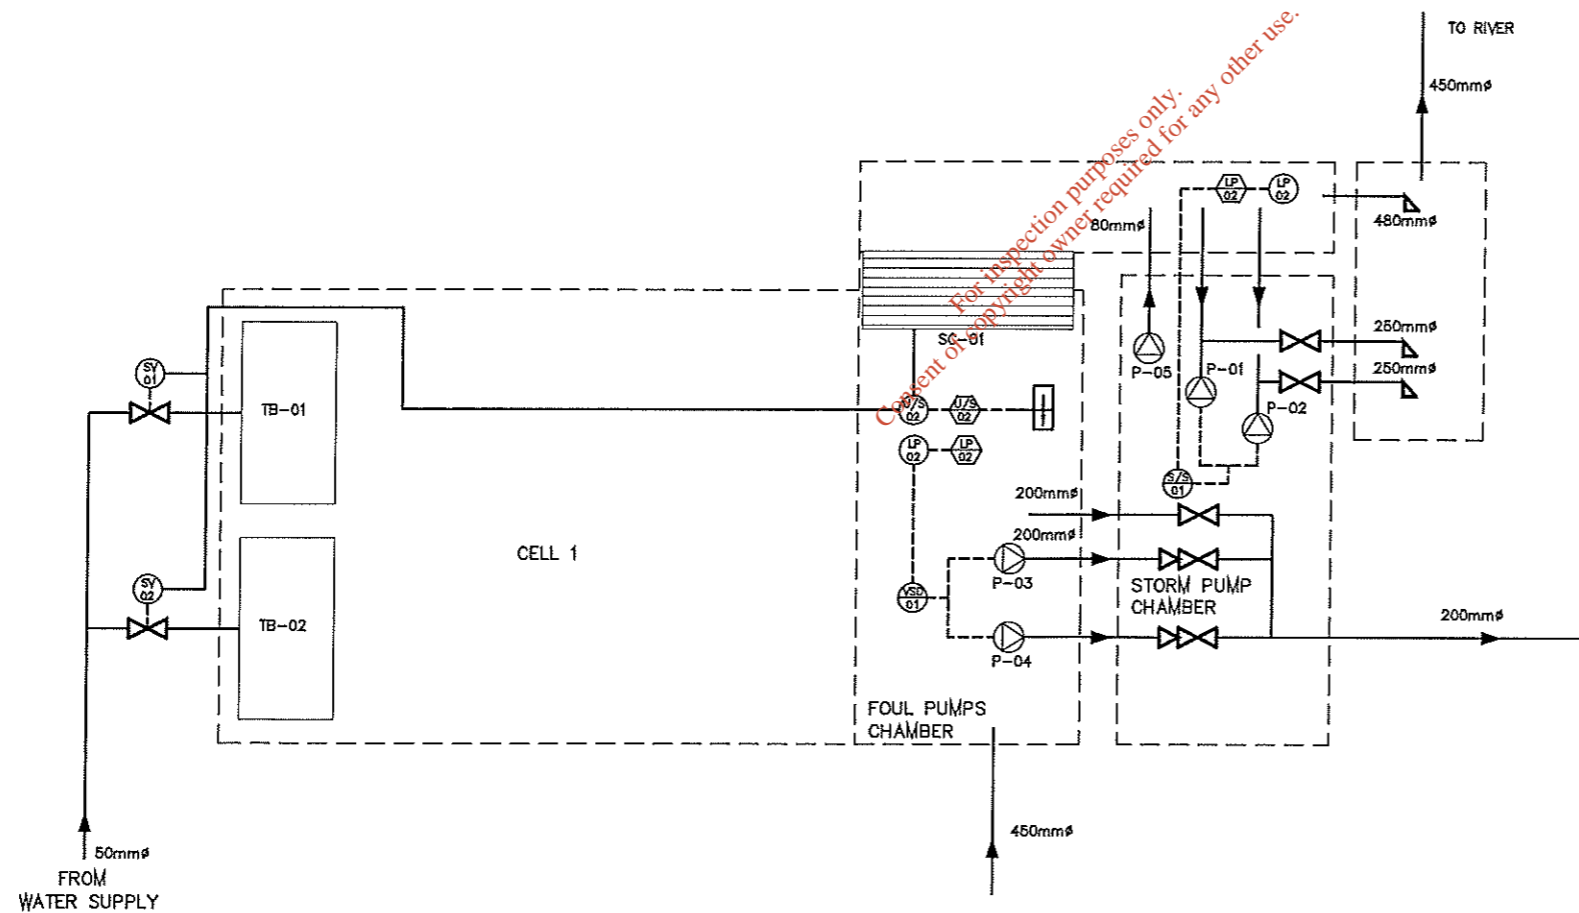 TO RIVER
450mmø
For inspection purposes only.
Consent of copyright owner required for any other use.
LP
02
LP
02
80mmø
480mmø
SC-01
250mmø
250mmø
P-05
P-01
P-02
SV
01
TB-01
U/S
02
U/S
02
LP
02
LP
02
S/S
01
200mmø
200mmø
CELL 1
P-03
STORM PUMP
CHAMBER
SV
02
VSD
01
TB-02
200mmø
P-04
FOUL PUMPS
CHAMBER
450mmø
50mmø
FROM
WATER SUPPLY